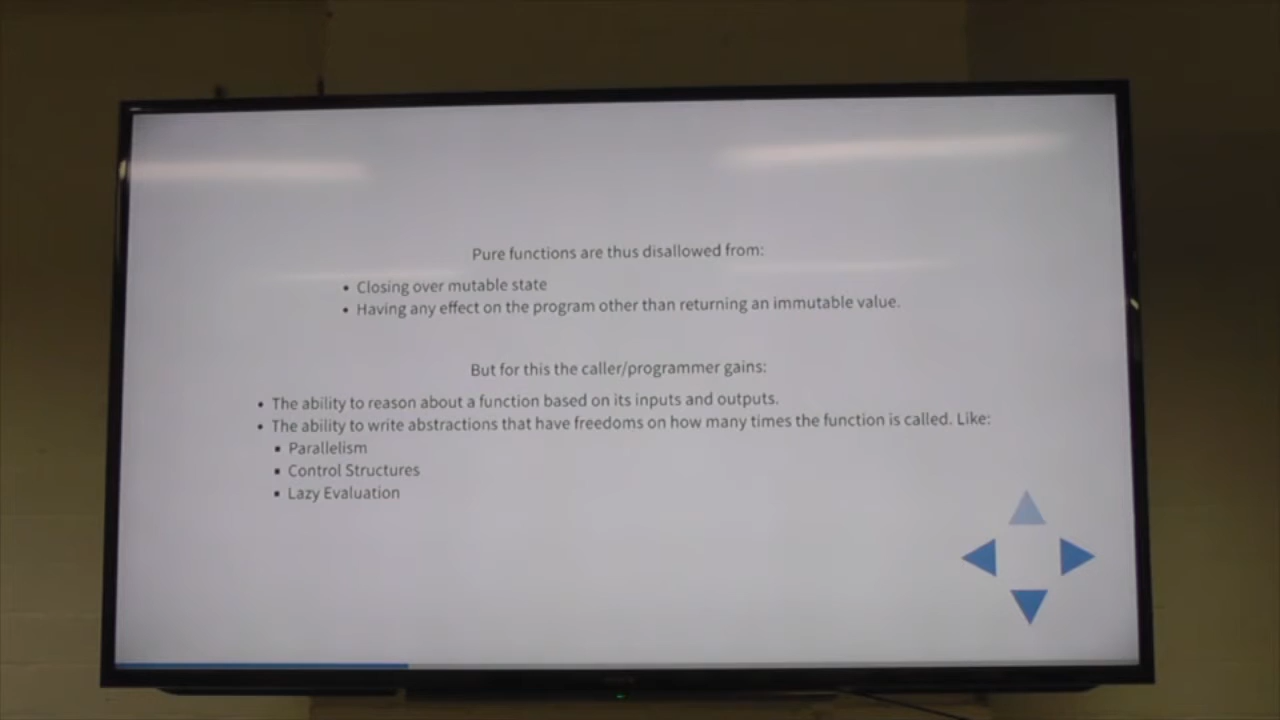 Pure functions are thus disallowed from:
• Closing over mutable state
• Having any effect on the program other than returning an immutable value.
But for this the caller/programmer gains:
• The ability to reason about a function based on its inputs and outputs.
• The ability to write abstractions that have freedoms on how many times the function is called. Like:
▪ Parallelism
▪ Control Structures
▪ Lazy Evaluation